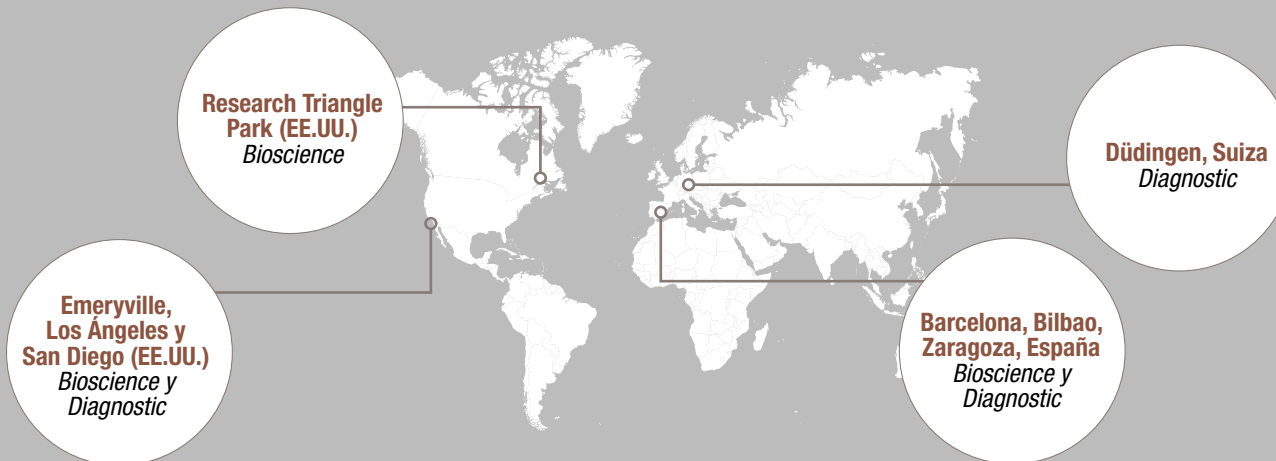 Research Triangle
Park (EE.UU.)
Bioscience
Düdingen, Suiza
Diagnostic
Emeryville,
Los Ángeles y
San Diego (EE.UU.)
Bioscience y
Diagnostic
Barcelona, Bilbao,
Zaragoza, España
Bioscience y
Diagnostic